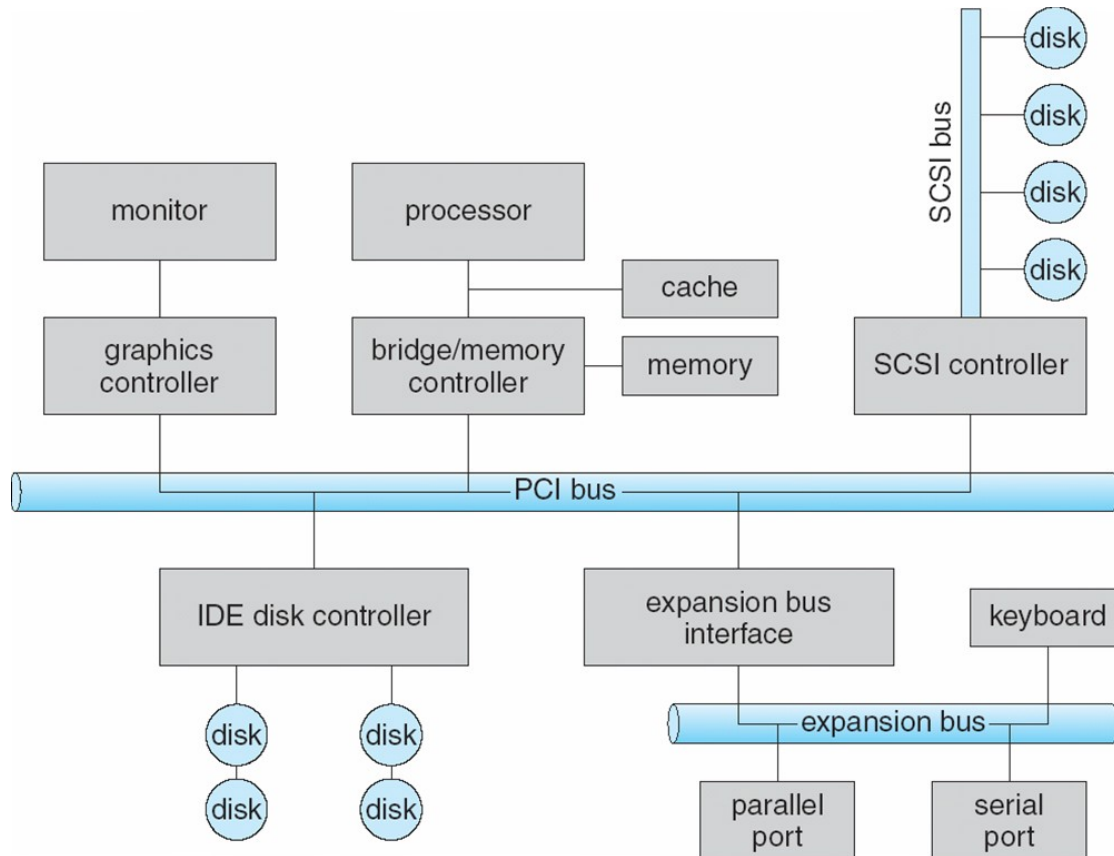 disk
disk
SCSI bus
disk
disk
monitor
processor
cache
graphics
controller
bridge/memory
controller
memory
SCSI controller
PCI bus
IDE disk controller
expansion bus
interface
keyboard
disk
disk
expansion bus
disk
disk
parallel
port
serial
port